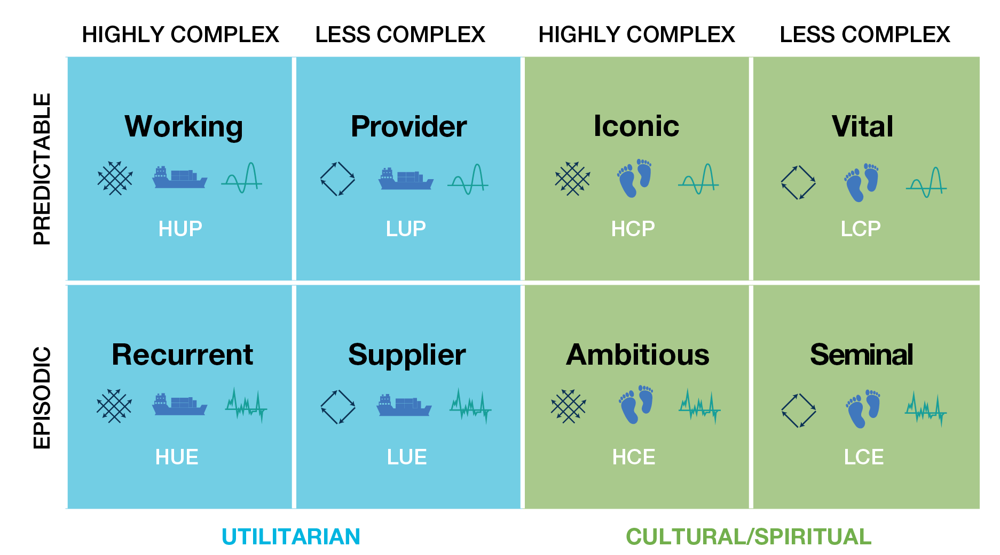 HIGHLY COMPLEX
LESS COMPLEX
HIGHLY COMPLEX
LESS COMPLEX
PREDICTABLE
Working
Provider
Iconic
Vital
HUP
LUP
HCP
LCP
EPISODIC
Recurrent
Supplier
Ambitious
Seminal
HUE
LUE
HCE
LCE
UTILITARIAN
CULTURAL/SPIRITUAL